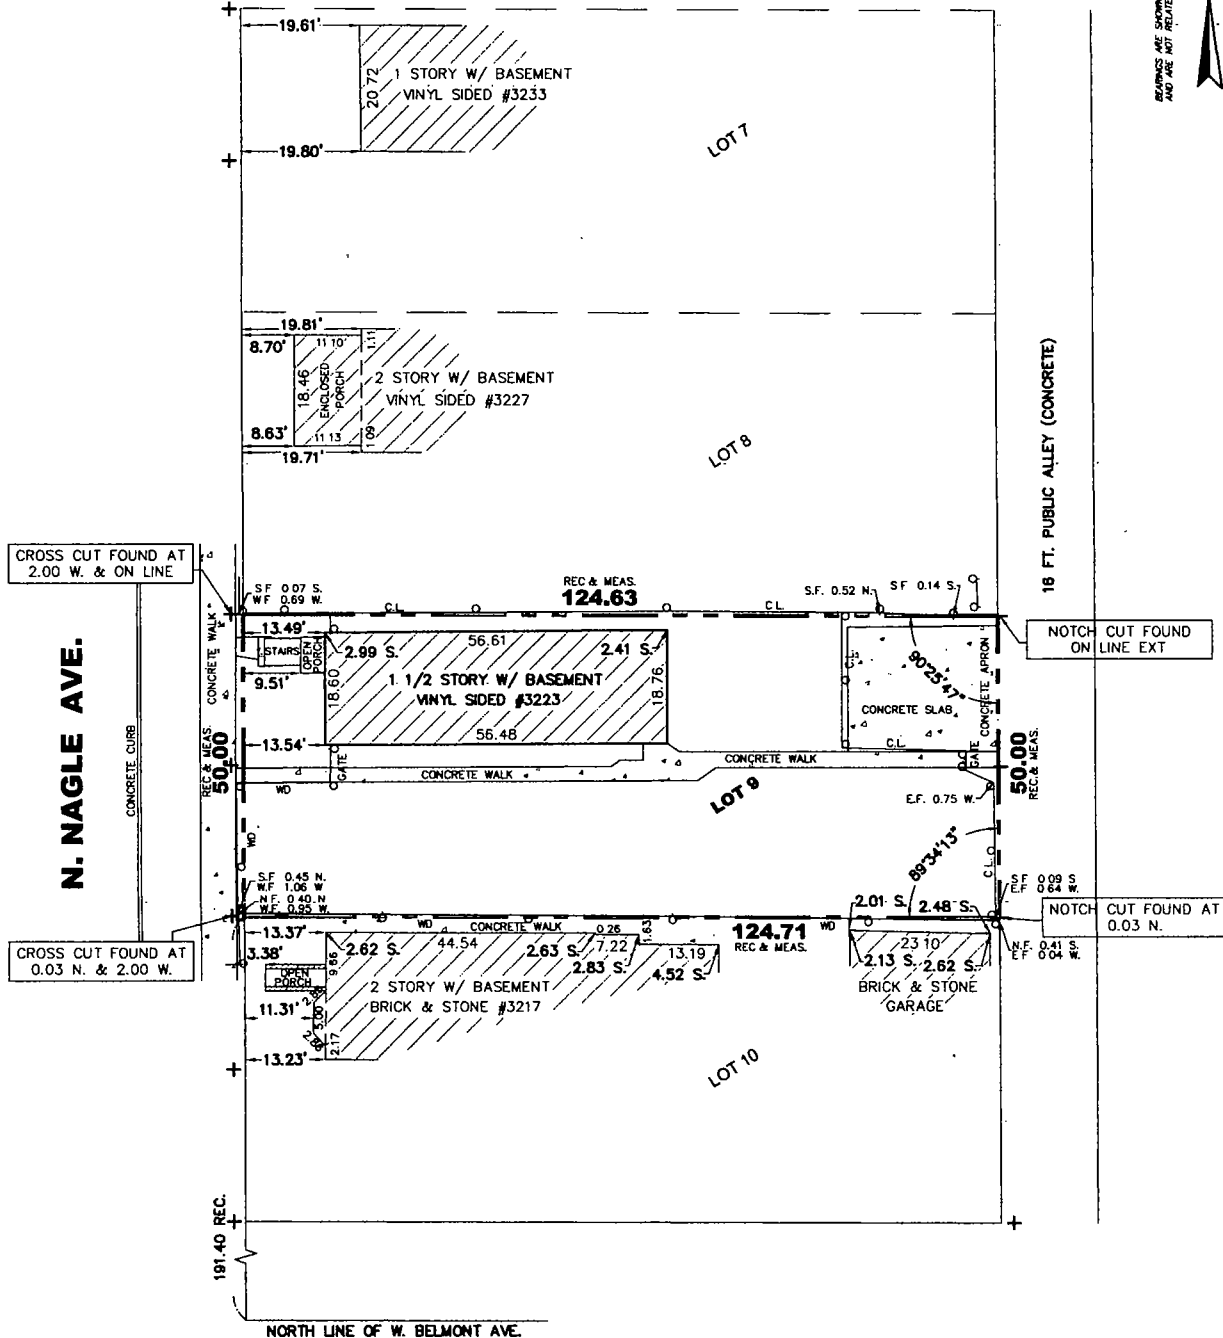 BEARINGS ARE SHOWN
AND ARE NOT RELATE
19.61'
20 72
1 STORY W/ BASEMENT
VINYL SIDED #3233
19.80'
LOT 7
19.81'
8.70'
11 10'
1.11
18.46
ENCLOSED
PORCH
2 STORY W/ BASEMENT
VINYL SIDED #3227
8.63'
11 13
1 09
19.71'
LOT 8
16 FT. PUBLIC ALLEY (CONCRETE)
CROSS CUT FOUND AT
2.00 W. & ON LINE
S F 0 07 S.
W F 0.69 W.
REC & MEAS.
124.63
C.L.
C.L.
S.F. 0.52 N.
S F 0.14 S.
NOTCH CUT FOUND
ON LINE EXT
13.49'
STAIRS
OPEN
PORCH
9.51'
56.61
2.99 S.
2.41 S.
18.60
18.76
1 1/2 STORY W/ BASEMENT
VINYL SIDED #3223
56.48
13.54'
90°25'47"
CONCRETE SLAB
CONCRETE APRON
C.L.
GATE
CONCRETE WALK
CONCRETE CURB
N. NAGLE AVE.
REC & MEAS.
50.00
GATE
CONCRETE WALK
CONCRETE WALK
WD
LOT 9
50.00
REC.& MEAS.
E.F. 0.75 W.
WD
89°34'13"
C.L.
S.F 0.45 N.
W.F 1.06 W
N F. 0 40 N
W.F. 0.95 W.
S F 0 09 S
E.F 0 64 W.
CROSS CUT FOUND AT
0.03 N. & 2.00 W.
NOTCH CUT FOUND AT
0.03 N.
N.F. 0.41 S.
E F 0 04 W.
WD
CONCRETE WALK
124.71
REC & MEAS.
WD
13.37'
3.38'
2.62 S.
44.54
0 26
2.63 S.
7.22
1.63
2.83 S.
13.19
4.52 S.
2.01 S.
2.48 S.
23 10
2.13 S.
2.62 S.
BRICK & STONE
GARAGE
OPEN
PORCH
9.66
2 STORY W/ BASEMENT
BRICK & STONE #3217
11.31'
5.00
2.17
13.23'
LOT 10
191.40 REC.
NORTH LINE OF W. BELMONT AVE.